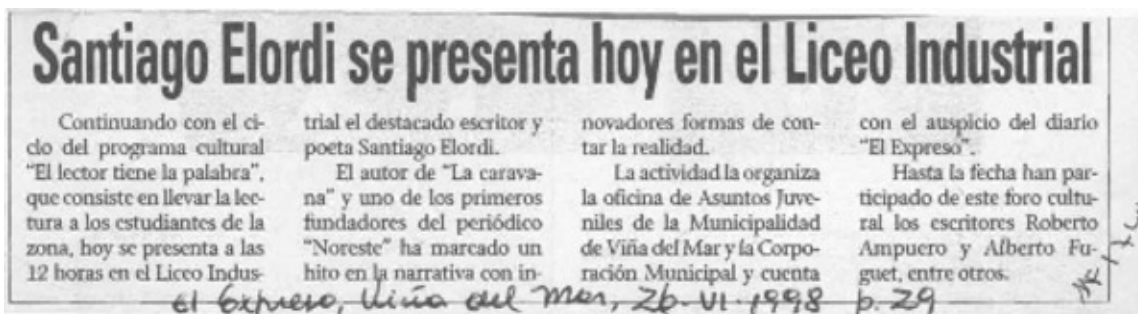 Santiago Elordi se presenta hoy en el Liceo Industrial
Continuando con el ci-
clo del programa cultural
"El lector tiene la palabra",
que consiste en llevar la lec-
tura a los estudiantes de la
zona, hoy se presenta a las
12 horas en el Liceo Indus-
trial el destacado escritor y
poeta Santiago Elordi.
El autor de "La carava-
na" y uno de los primeros
fundadores del periódico
"Noreste" ha marcado un
hito en la narrativa con in-
novadores formas de con-
tar la realidad.
La actividad la organiza
la oficina de Asuntos Juve-
niles de la Municipalidad
de Viña del Mar y la Corpo-
ración Municipal y cuenta
con el auspicio del diario
"El Expreso".
Hasta la fecha han par-
ticipado de este foro cultu-
ral los escritores Roberto
Ampuero y Alberto Fu-
guet, entre otros.
el Expreso, Viña del Mar, 26-VI-1998 p. 29